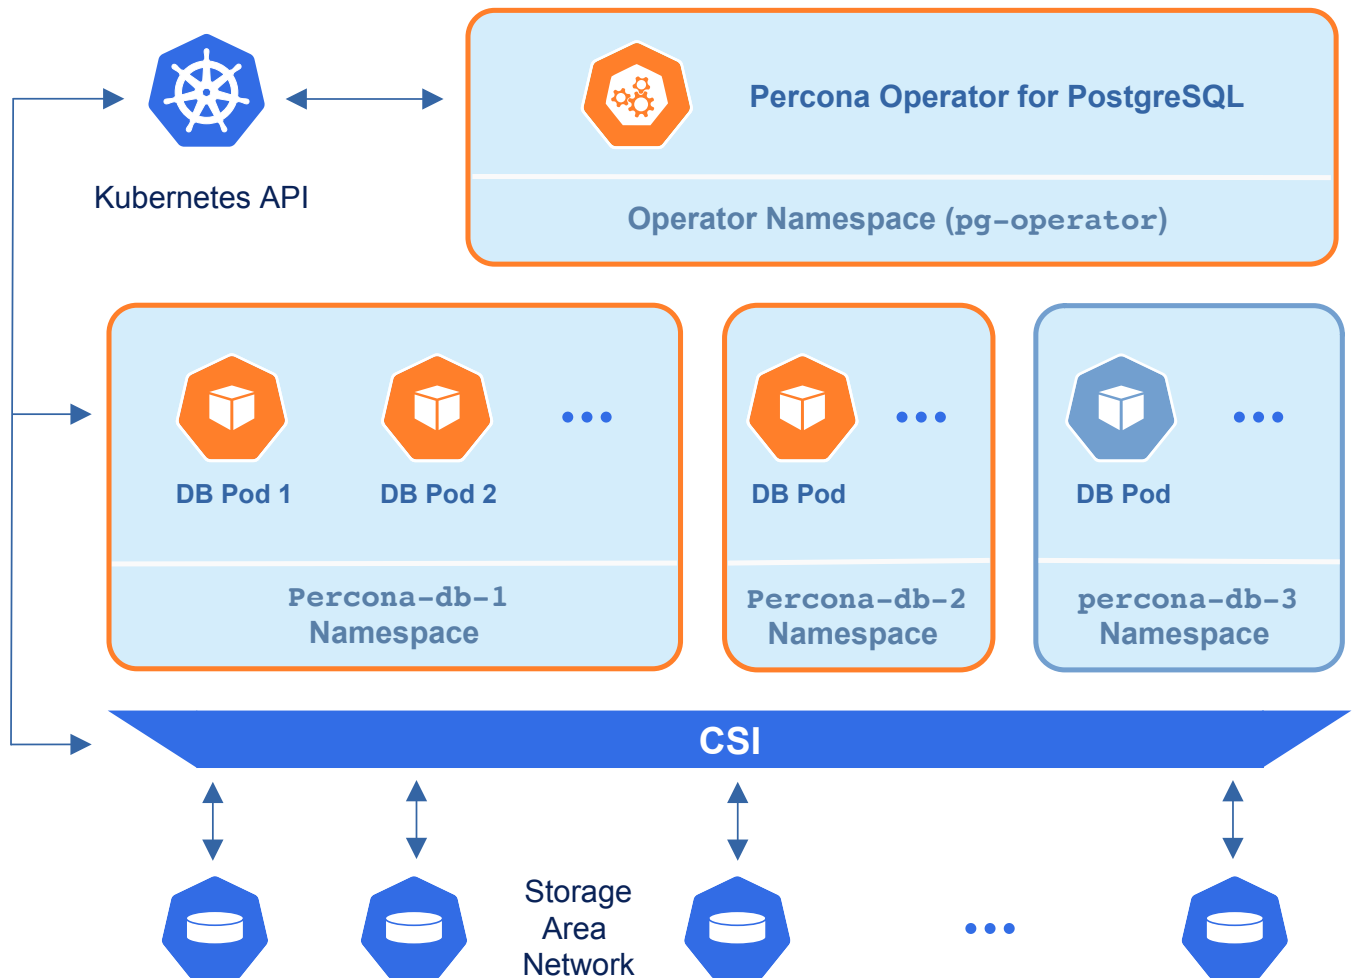 Percona Operator for PostgreSQL
Kubernetes API
Operator Namespace (pg-operator)
DB Pod 1
DB Pod 2
DB Pod
DB Pod
Percona-db-1
Namespace
Percona-db-2
Namespace
percona-db-3
Namespace
CSI
Storage
Area
Network